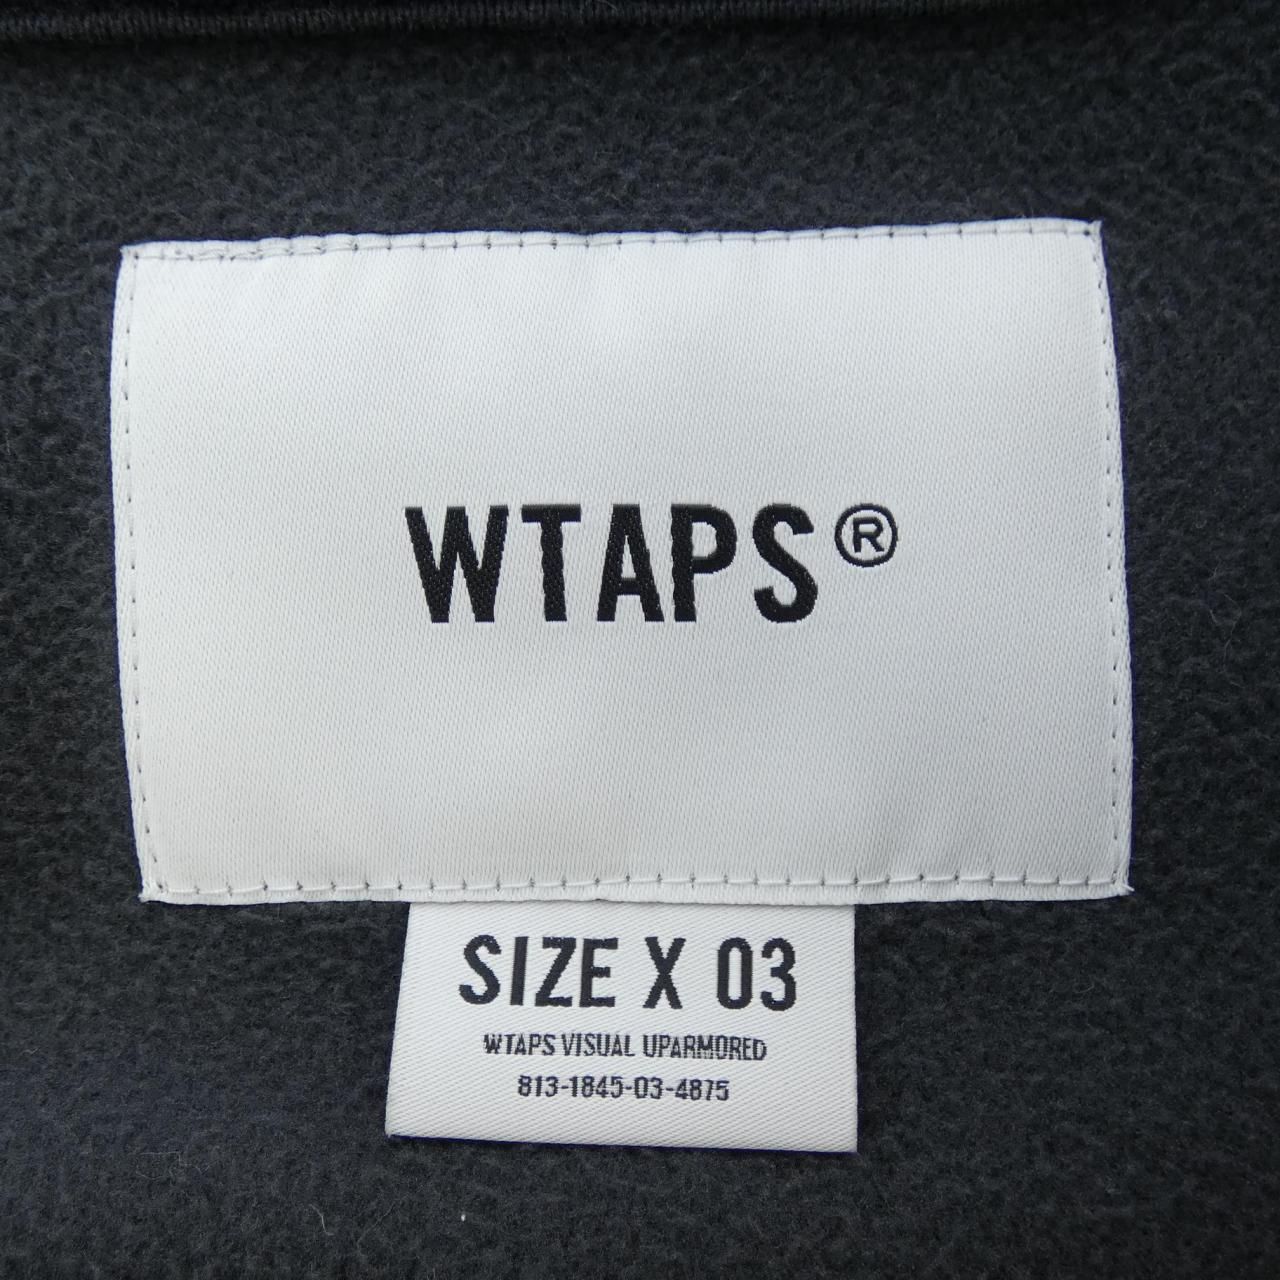 WTAPS®
SIZE X 03
WTAPS VISUAL UPARMORED
813-1845-03-4875